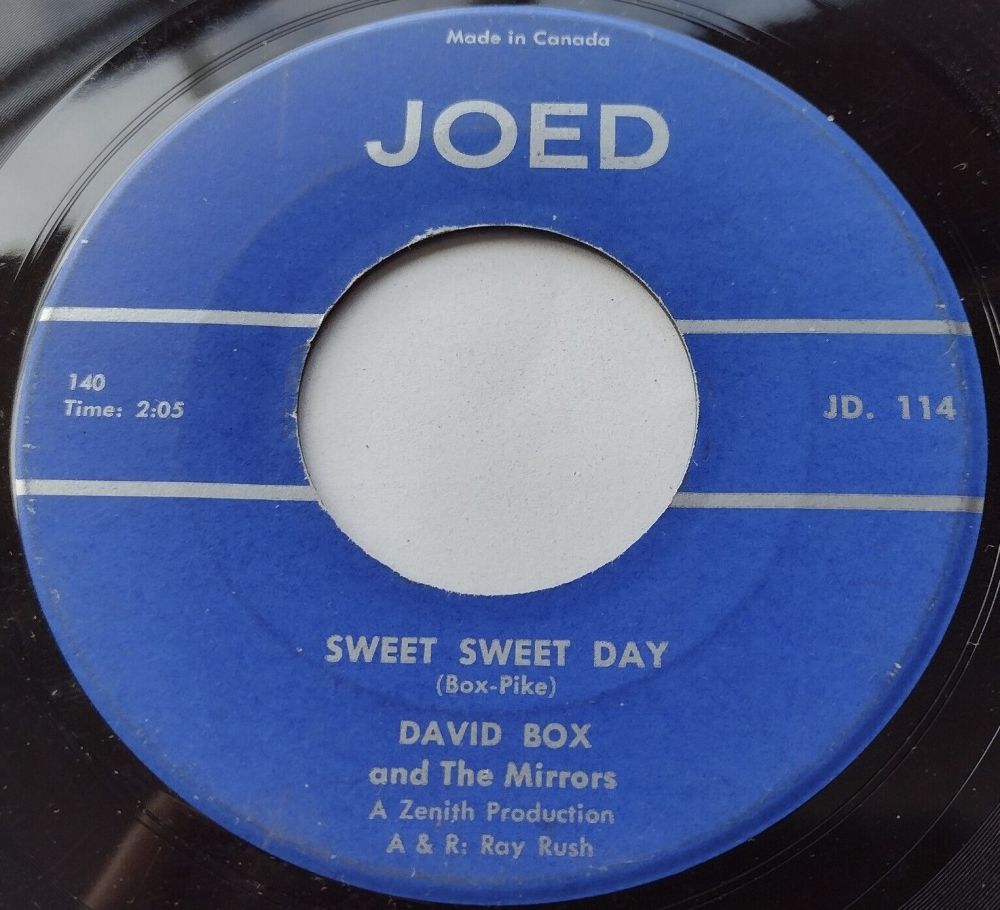 Made in Canada
JOED
140
Time: 2:05
JD. 114
SWEET SWEET DAY
(Box-Pike)
DAVID BOX
and The Mirrors
A Zenith Production
A & R: Ray Rush